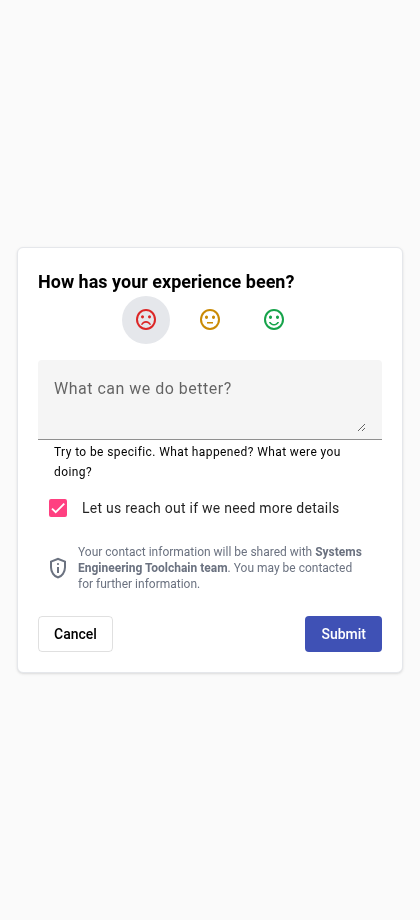 How has your experience been?
What can we do better?
Try to be specific. What happened? What were you
doing?
Let us reach out if we need more details
Your contact information will be shared with Systems
Engineering Toolchain team. You may be contacted
for further information.
Cancel
Submit